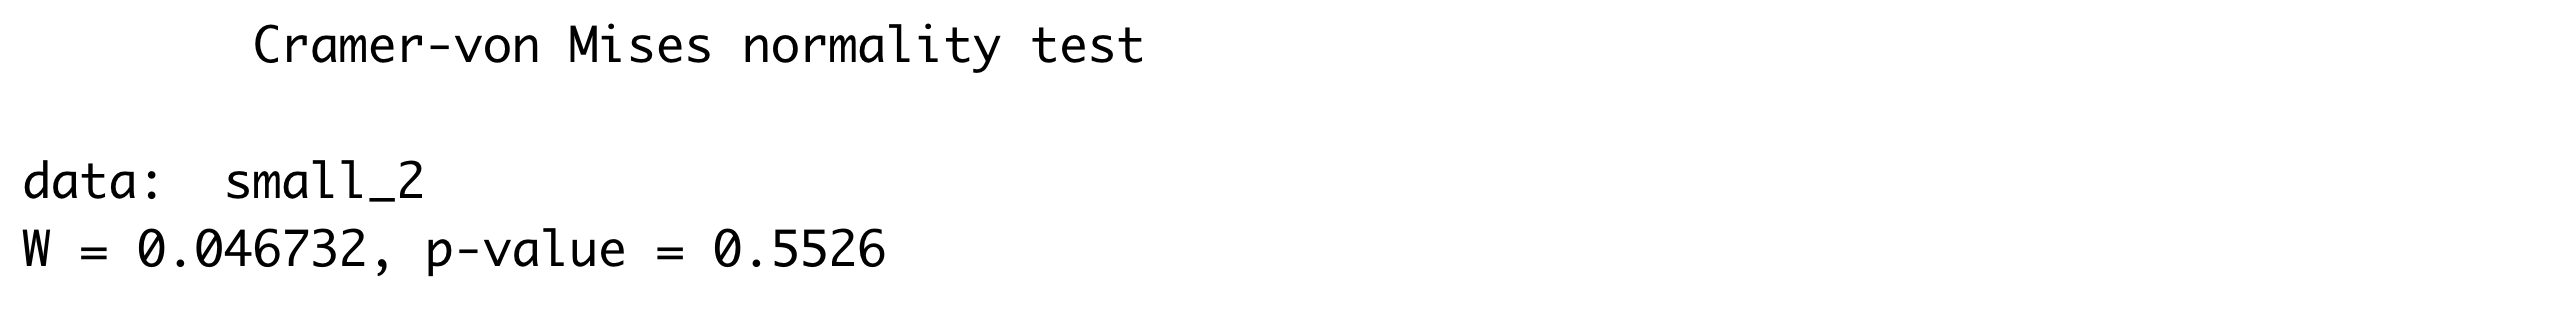 Cramer-von Mises normality test
data:  small_2
W = 0.046732, p-value = 0.5526